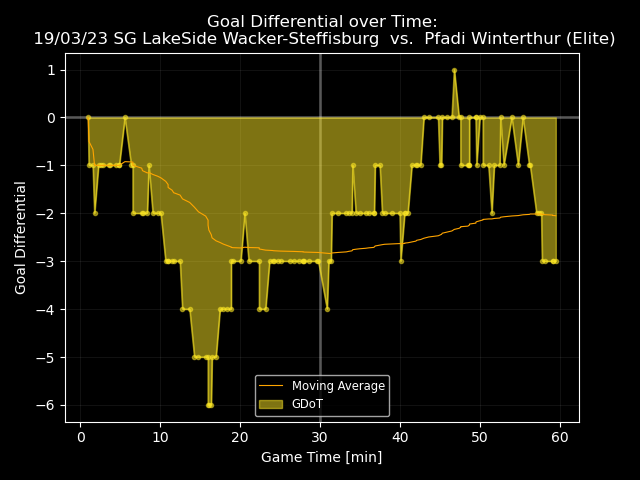 Goal Differential over Time:
19/03/23 SG LakeSide Wacker-Steffisburg  vs.  Pfadi Winterthur (Elite)
1
0
−1
−2
−3
−4
−5
−6
Goal Differential
Moving Average
GDoT
0 10 20 30 40 50 60
Game Time [min]